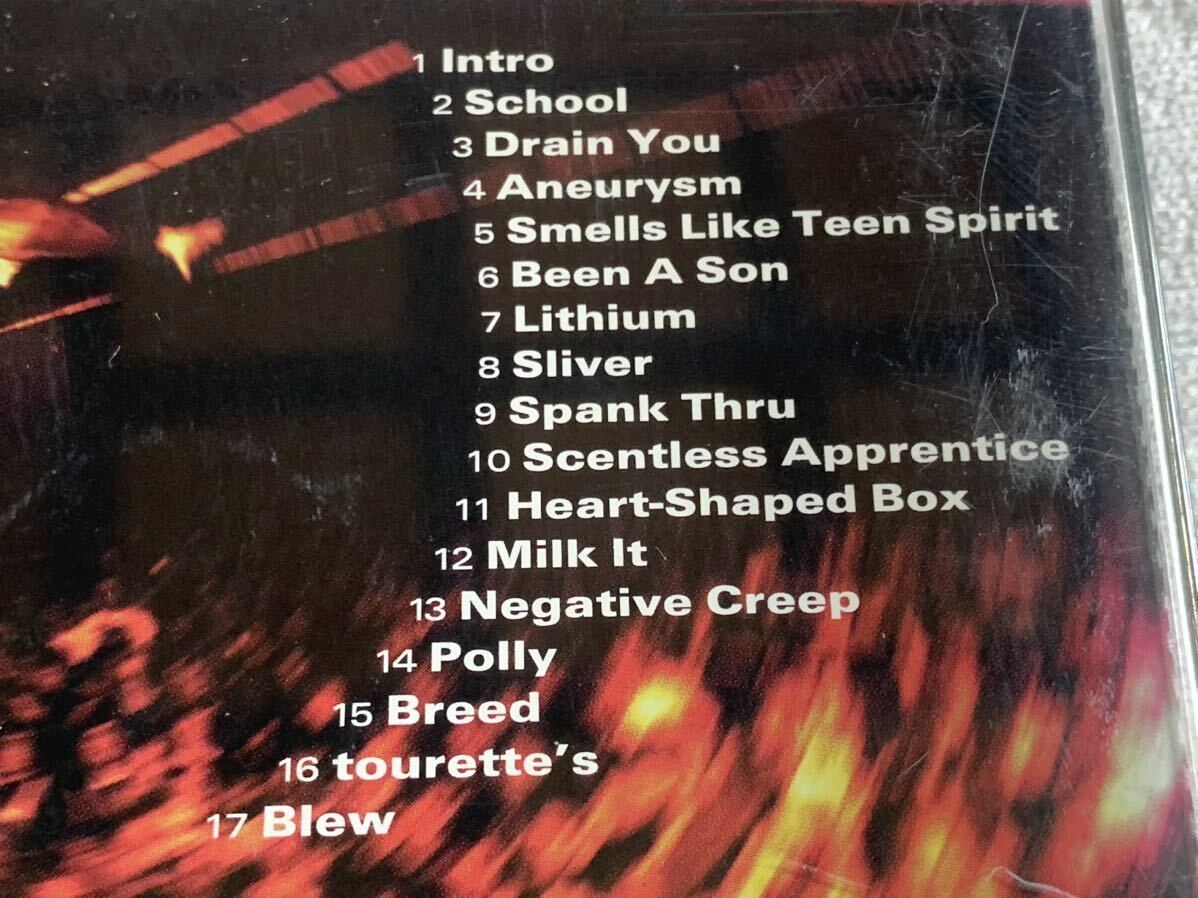 1 Intro
2 School
3 Drain You
4 Aneurysm
5 Smells Like Teen Spirit
6 Been A Son
7 Lithium
8 Sliver
9 Spank Thru
10 Scentless Apprentice
11 Heart-Shaped Box
12 Milk It
13 Negative Creep
14 Polly
15 Breed
16 tourette's
17 Blew